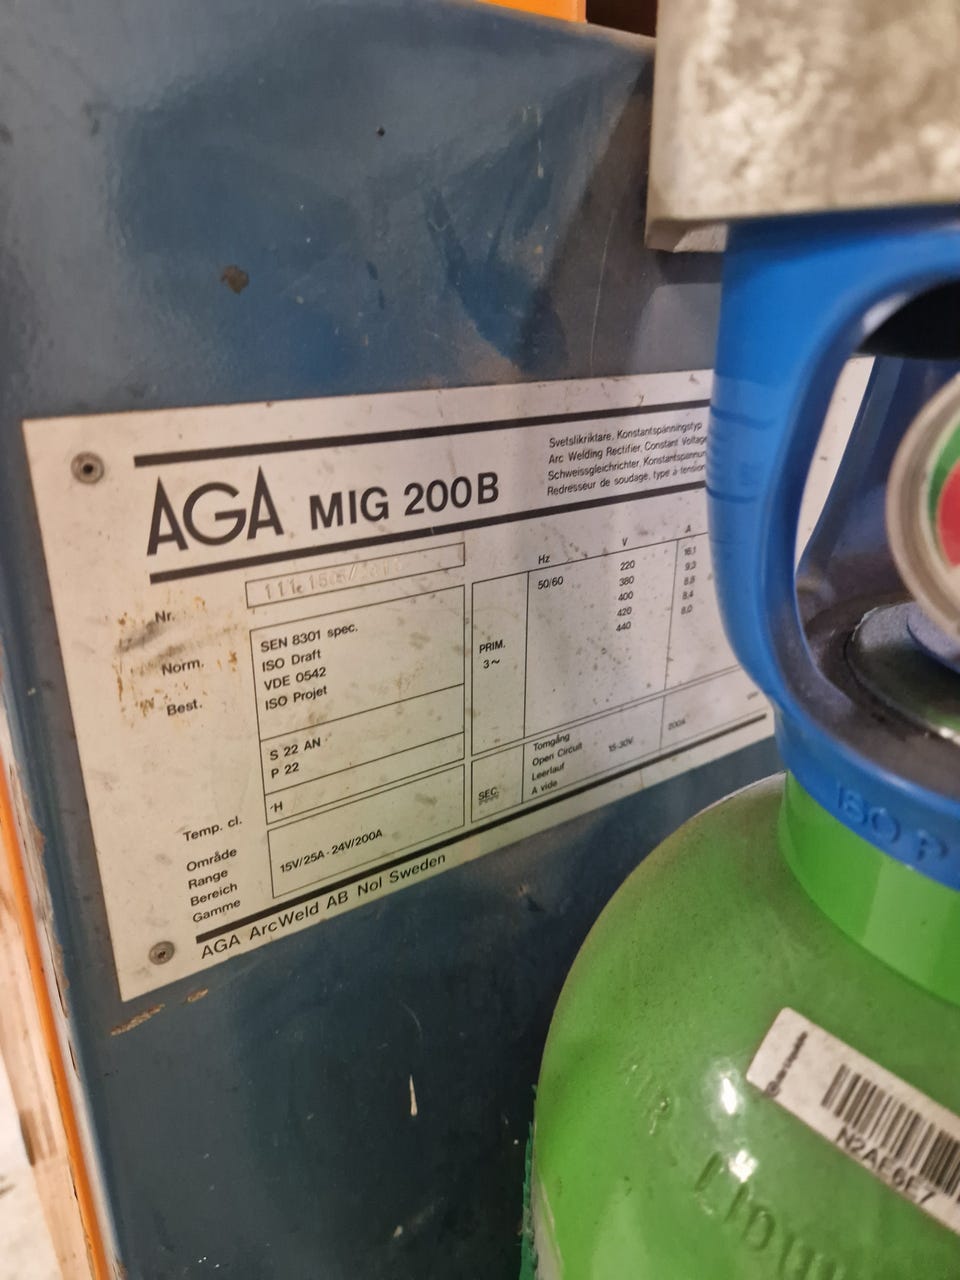 AGA MIG 200B
Svetslikriktare, Konstantspänningstyp
Arc Welding Rectifier, Constant Voltage
Schweissgleichrichter, Konstantspannun
Redresseur de soudage, type à tension
Nr.
Norm.
SEN 8301 spec.
ISO Draft
VDE 0542
ISO Projet
Best.
S 22 AN
P 22
Temp. cl.
H
Område
Range
Bereich
Gamme
15V/25A - 24V/200A
PRIM.
3~
Hz
50/60
V
220
380
400
420
440
A
16,1
9,3
8,8
8,4
8,0
SEC.
Tomgång
Open Circuit
Leerlauf
A vide
15-30V
200A
AGA ArcWeld AB Nol Sweden
N2AE6E7